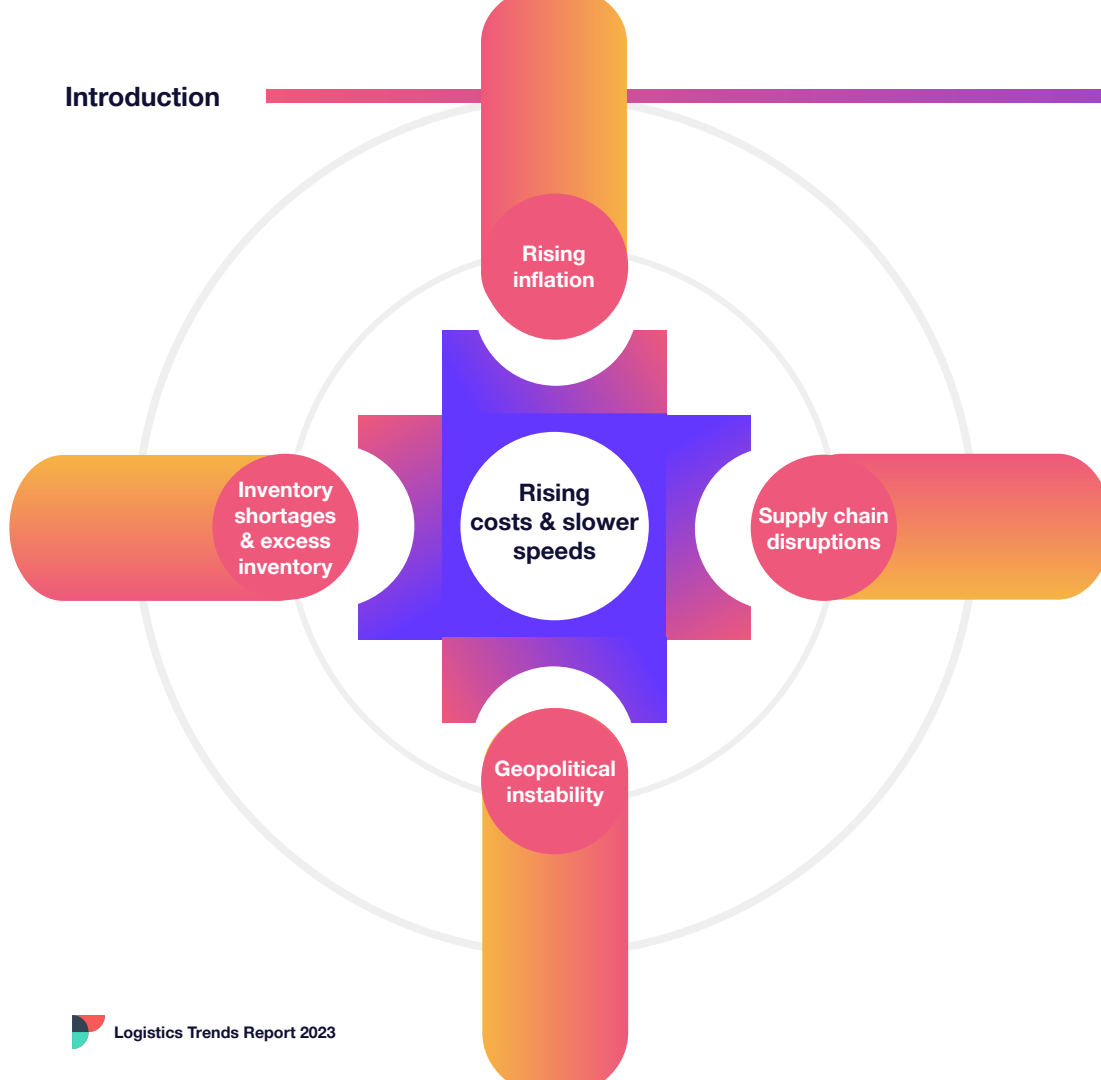 Introduction
Rising
inflation
Inventory
shortages
& excess
inventory
Rising
costs & slower
speeds
Supply chain
disruptions
Geopolitical
instability
Logistics Trends Report 2023